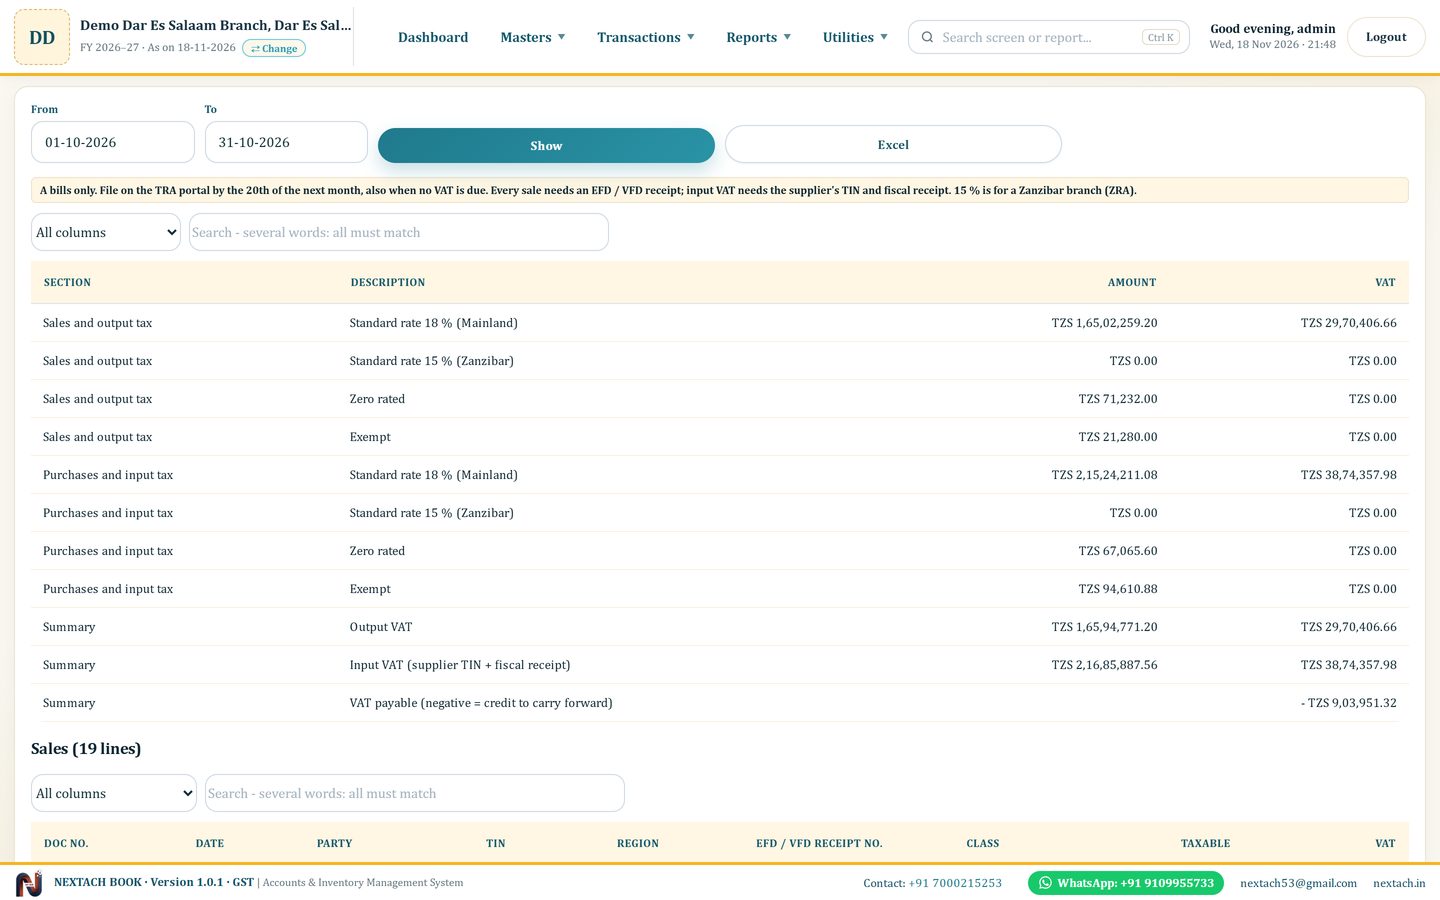 DD
Demo Dar Es Salaam Branch, Dar Es Sal...
FY 2026–27 · As on 18-11-2026 ⇄ Change
Dashboard Masters ▼ Transactions ▼ Reports ▼ Utilities ▼
Search screen or report... Ctrl K
Good evening, admin
Wed, 18 Nov 2026 · 21:48
Logout
From To
01-10-2026 31-10-2026 Show Excel
A bills only. File on the TRA portal by the 20th of the next month, also when no VAT is due. Every sale needs an EFD / VFD receipt; input VAT needs the supplier's TIN and fiscal receipt. 15 % is for a Zanzibar branch (ZRA).
All columns Search - several words: all must match
SECTION DESCRIPTION AMOUNT VAT
Sales and output tax Standard rate 18 % (Mainland) TZS 1,65,02,259.20 TZS 29,70,406.66
Sales and output tax Standard rate 15 % (Zanzibar) TZS 0.00 TZS 0.00
Sales and output tax Zero rated TZS 71,232.00 TZS 0.00
Sales and output tax Exempt TZS 21,280.00 TZS 0.00
Purchases and input tax Standard rate 18 % (Mainland) TZS 2,15,24,211.08 TZS 38,74,357.98
Purchases and input tax Standard rate 15 % (Zanzibar) TZS 0.00 TZS 0.00
Purchases and input tax Zero rated TZS 67,065.60 TZS 0.00
Purchases and input tax Exempt TZS 94,610.88 TZS 0.00
Summary Output VAT TZS 1,65,94,771.20 TZS 29,70,406.66
Summary Input VAT (supplier TIN + fiscal receipt) TZS 2,16,85,887.56 TZS 38,74,357.98
Summary VAT payable (negative = credit to carry forward) - TZS 9,03,951.32
Sales (19 lines)
All columns Search - several words: all must match
DOC NO. DATE PARTY TIN REGION EFD / VFD RECEIPT NO. CLASS TAXABLE VAT
NEXTACH BOOK · Version 1.0.1 · GST | Accounts & Inventory Management System
Contact: +91 7000215253 WhatsApp: +91 9109955733 nextach53@gmail.com nextach.in